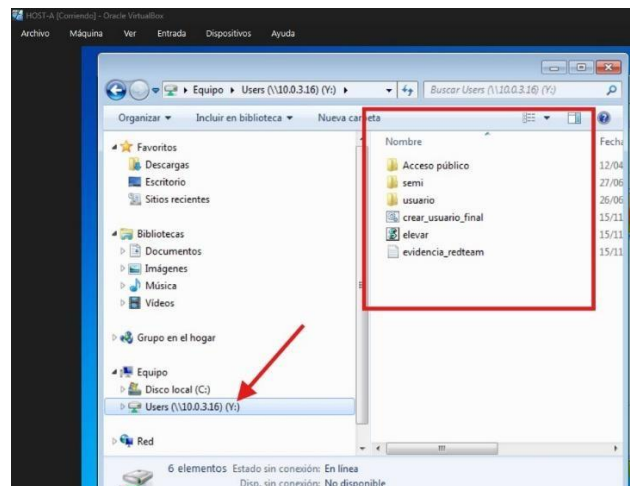 HOST-A [Corriendo] - Oracle VirtualBox
Archivo Máquina Ver Entrada Dispositivos Ayuda
Equipo Users (\\10.0.3.16) (Y:)
Buscar Users (\\10.0.3.16) (Y:)
Organizar Incluir en biblioteca Nueva carpeta
Favoritos
Descargas
Escritorio
Sitios recientes
Bibliotecas
Documentos
Imágenes
Música
Vídeos
Grupo en el hogar
Equipo
Disco local (C:)
Users (\\10.0.3.16) (Y:)
Red
Nombre Fecha
Acceso público 12/04
semi 27/06
usuario 26/06
crear_usuario_final 15/11
elevar 15/11
evidencia_redteam 15/11
6 elementos Estado sin conexión: En línea
Disp. sin conexión: No disponible